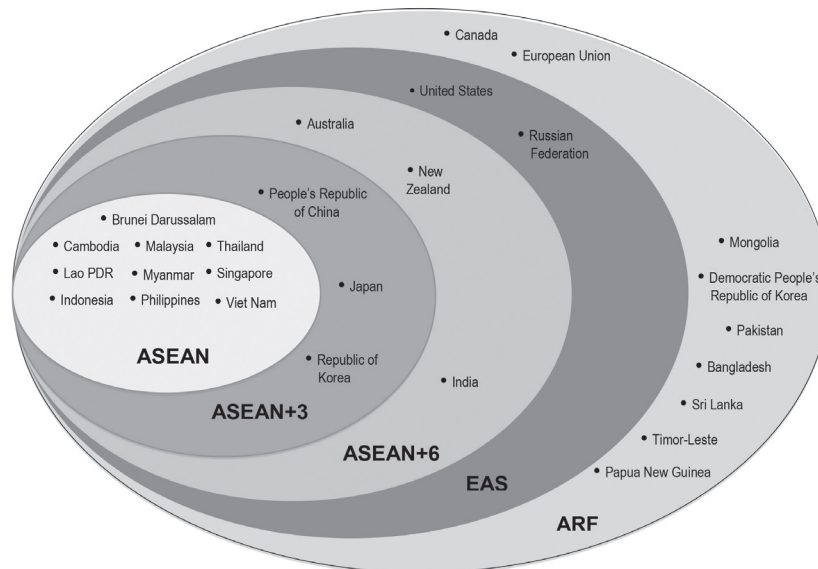 • Canada
• European Union
• United States
• Australia
• Russian
Federation
• New
Zealand
• People's Republic
of China
• Brunei Darussalam
• Cambodia • Malaysia • Thailand
• Lao PDR • Myanmar • Singapore
• Indonesia • Philippines • Viet Nam
ASEAN
• Japan
• Republic of
Korea
ASEAN+3
• India
ASEAN+6
EAS
• Mongolia
• Democratic People's
Republic of Korea
• Pakistan
• Bangladesh
• Sri Lanka
• Timor-Leste
• Papua New Guinea
ARF